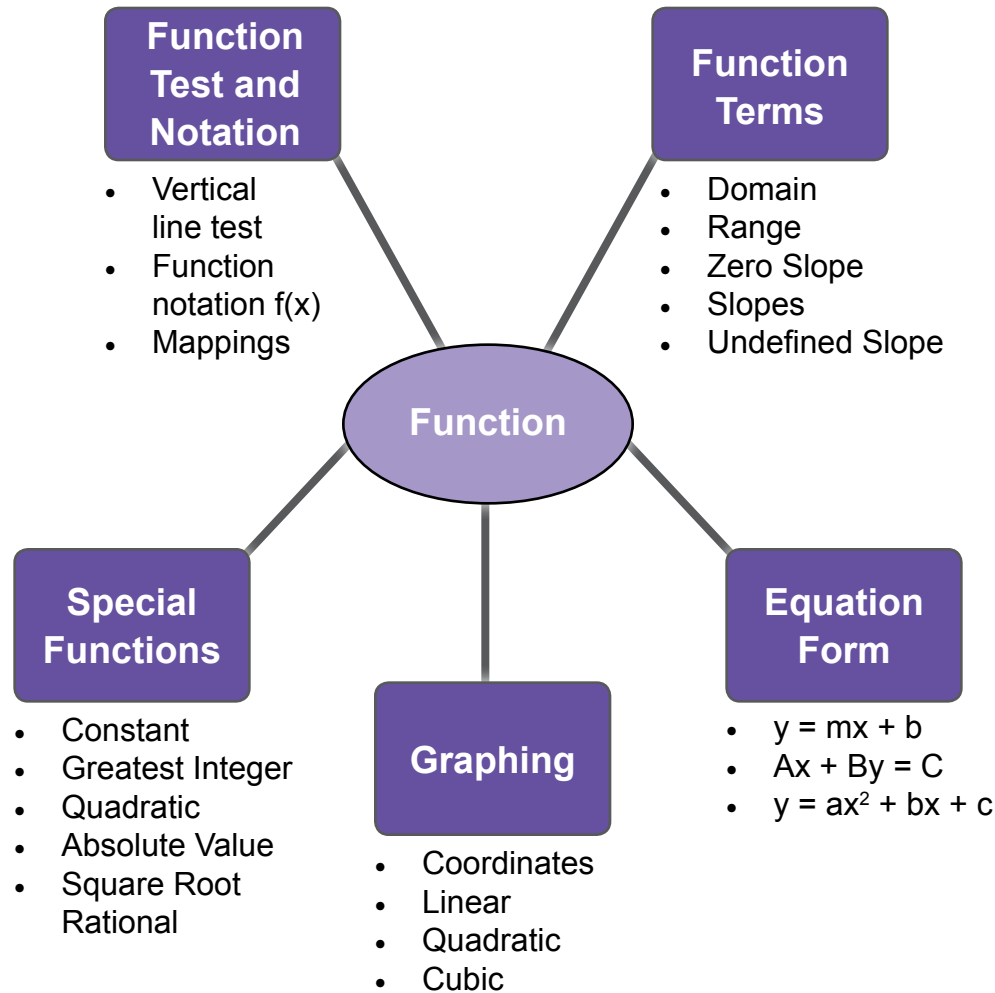 Function
Test and
Notation
• Vertical
line test
• Function
notation f(x)
• Mappings
Function
Terms
• Domain
• Range
• Zero Slope
• Slopes
• Undefined Slope
Function
Special
Functions
• Constant
• Greatest Integer
• Quadratic
• Absolute Value
• Square Root
Rational
Graphing
• Coordinates
• Linear
• Quadratic
• Cubic
Equation
Form
• y = mx + b
• Ax + By = C
• y = ax² + bx + c